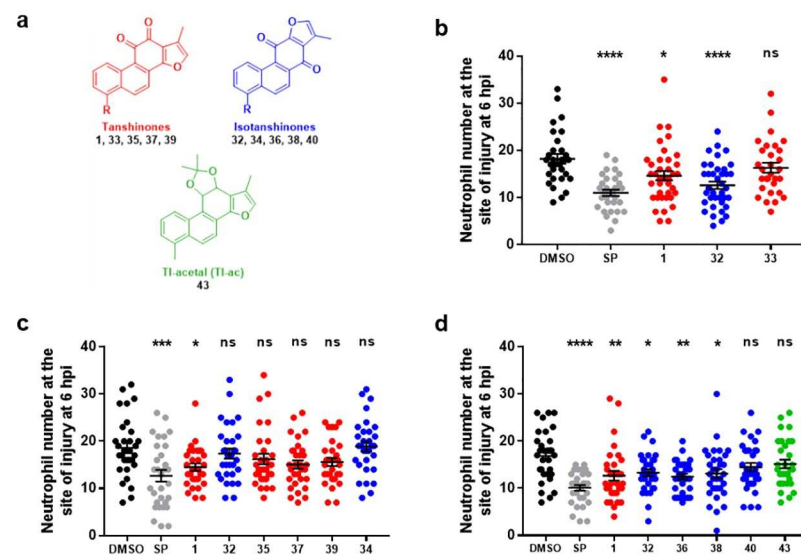 a
R
Tanshinones
1, 33, 35, 37, 39
R
Isotanshinones
32, 34, 36, 38, 40
TI-acetal (TI-ac)
43
b
Neutrophil number at the
site of injury at 6 hpi
**** * **** ns
40
30
20
10
0
DMSO SP 1 32 33
c
Neutrophil number at the
site of injury at 6 hpi
*** * ns ns ns ns ns
40
30
20
10
0
DMSO SP 1 32 35 37 39 34
d
Neutrophil number at the
site of injury at 6 hpi
**** ** * ** * ns ns
40
30
20
10
0
DMSO SP 1 32 36 38 40 43